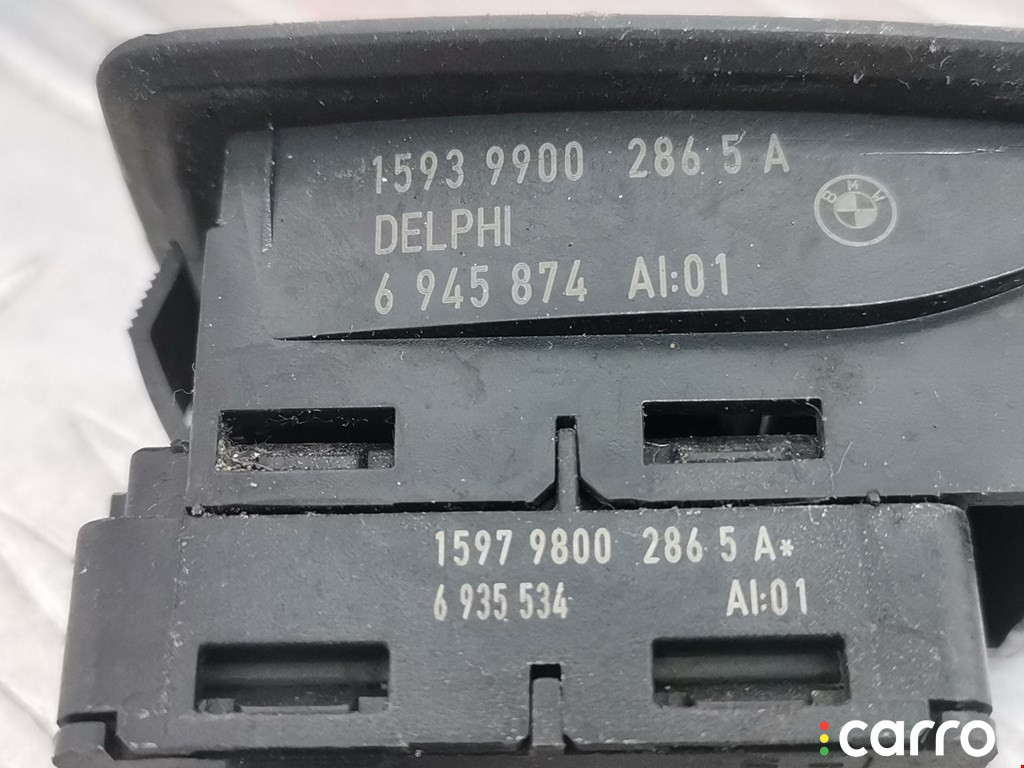 1593 9900 286 5 A
BMW
DELPHI
6 945 874 AI:01
1597 9800 286 5 A*
6 935 534 AI:01
carro